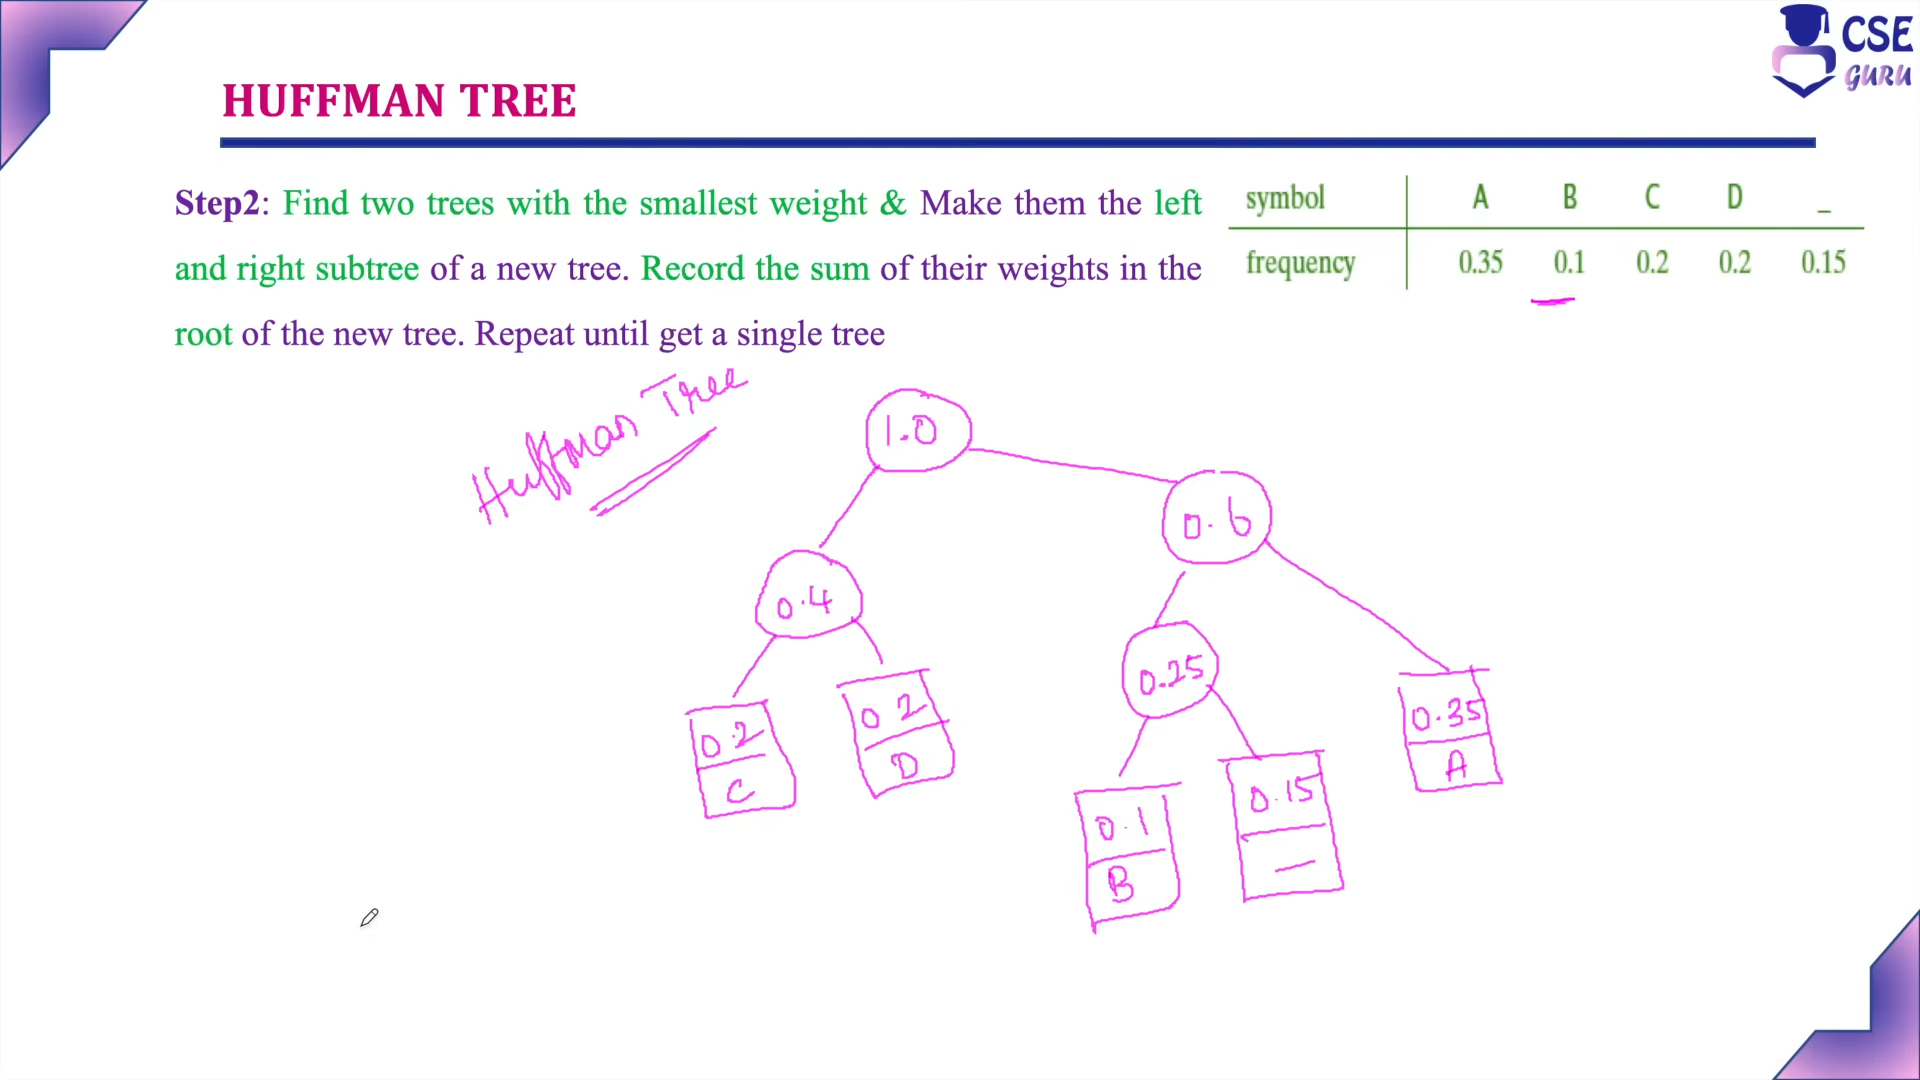 CSE
GURU
HUFFMAN TREE
Step2: Find two trees with the smallest weight & Make them the left
and right subtree of a new tree. Record the sum of their weights in the
root of the new tree. Repeat until get a single tree
symbol A B C D _
frequency 0.35 0.1 0.2 0.2 0.15
Huffman Tree
1.0
0.6
0.4
0.25
0.2 0 2 0.35
C D A
0.1 0.15
B —